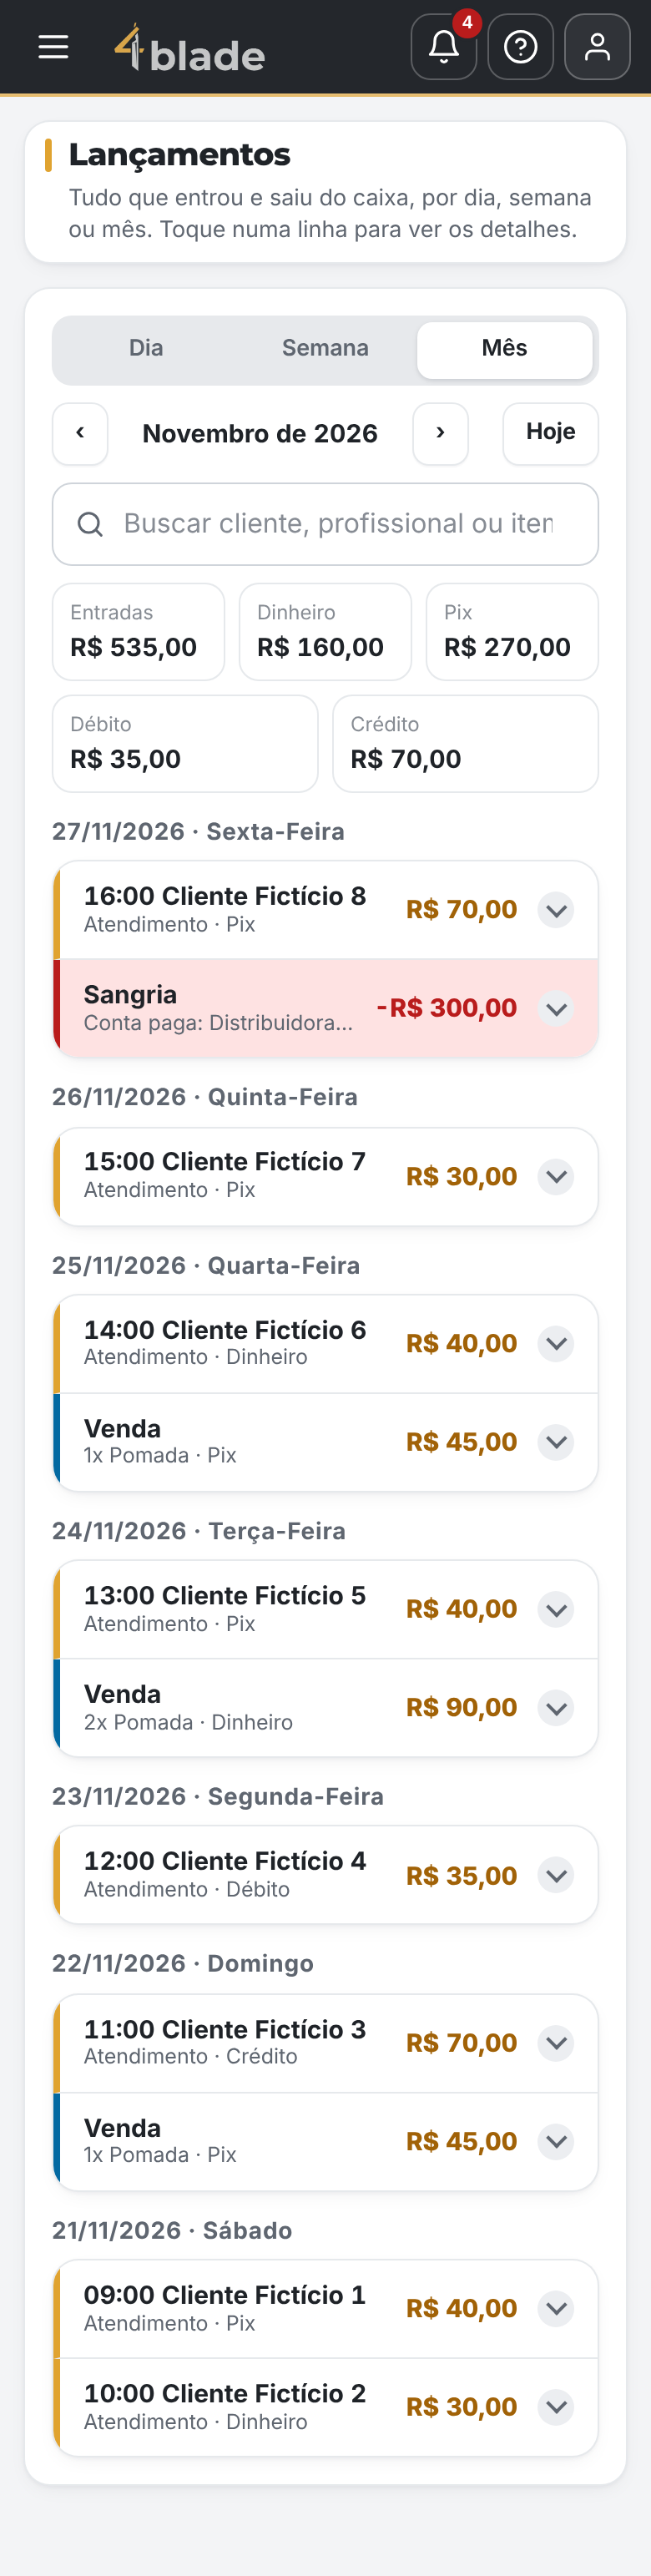 4blade
4
Lançamentos
Tudo que entrou e saiu do caixa, por dia, semana
ou mês. Toque numa linha para ver os detalhes.
Dia Semana Mês
‹ Novembro de 2026 › Hoje
Buscar cliente, profissional ou iten
Entradas Dinheiro Pix
R$ 535,00 R$ 160,00 R$ 270,00
Débito Crédito
R$ 35,00 R$ 70,00
27/11/2026 · Sexta-Feira
16:00 Cliente Fictício 8 R$ 70,00
Atendimento · Pix
Sangria -R$ 300,00
Conta paga: Distribuidora...
26/11/2026 · Quinta-Feira
15:00 Cliente Fictício 7 R$ 30,00
Atendimento · Pix
25/11/2026 · Quarta-Feira
14:00 Cliente Fictício 6 R$ 40,00
Atendimento · Dinheiro
Venda R$ 45,00
1x Pomada · Pix
24/11/2026 · Terça-Feira
13:00 Cliente Fictício 5 R$ 40,00
Atendimento · Pix
Venda R$ 90,00
2x Pomada · Dinheiro
23/11/2026 · Segunda-Feira
12:00 Cliente Fictício 4 R$ 35,00
Atendimento · Débito
22/11/2026 · Domingo
11:00 Cliente Fictício 3 R$ 70,00
Atendimento · Crédito
Venda R$ 45,00
1x Pomada · Pix
21/11/2026 · Sábado
09:00 Cliente Fictício 1 R$ 40,00
Atendimento · Pix
10:00 Cliente Fictício 2 R$ 30,00
Atendimento · Dinheiro